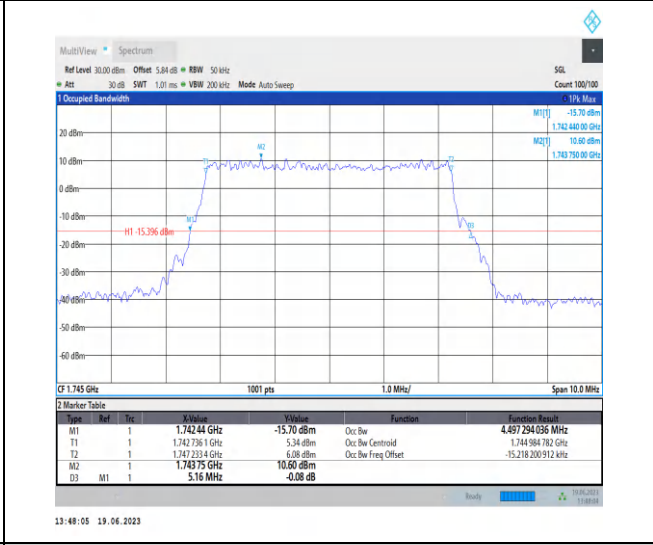 MultiView Spectrum
Ref Level 30.00 dBm Offset 5.84 dB RBW 50 kHz SGL
Att 30 dB SWT 1.01 ms VBW 200 kHz Mode Auto Sweep Count 100/100
1 Occupied Bandwidth 1Pk Max
M1[1] -15.70 dBm
1.742 440 00 GHz
M2[1] 10.60 dBm
1.743 750 00 GHz
20 dBm
M2
T1 T2
10 dBm
0 dBm
-10 dBm
M1 D3
H1 -15.396 dBm
-20 dBm
-30 dBm
-40 dBm
-50 dBm
-60 dBm
CF 1.745 GHz 1001 pts 1.0 MHz/ Span 10.0 MHz
2 Marker Table
Type Ref Trc X-Value Y-Value Function Function Result
M1 1 1.742 44 GHz -15.70 dBm Occ Bw 4.497 294 036 MHz
T1 1 1.742 736 1 GHz 5.34 dBm Occ Bw Centroid 1.744 984 782 GHz
T2 1 1.747 233 4 GHz 6.08 dBm Occ Bw Freq Offset -15.218 200 912 kHz
M2 1 1.743 75 GHz 10.60 dBm
D3 M1 1 5.16 MHz -0.08 dB
Ready 19.06.2023
13:48:05 19.06.2023